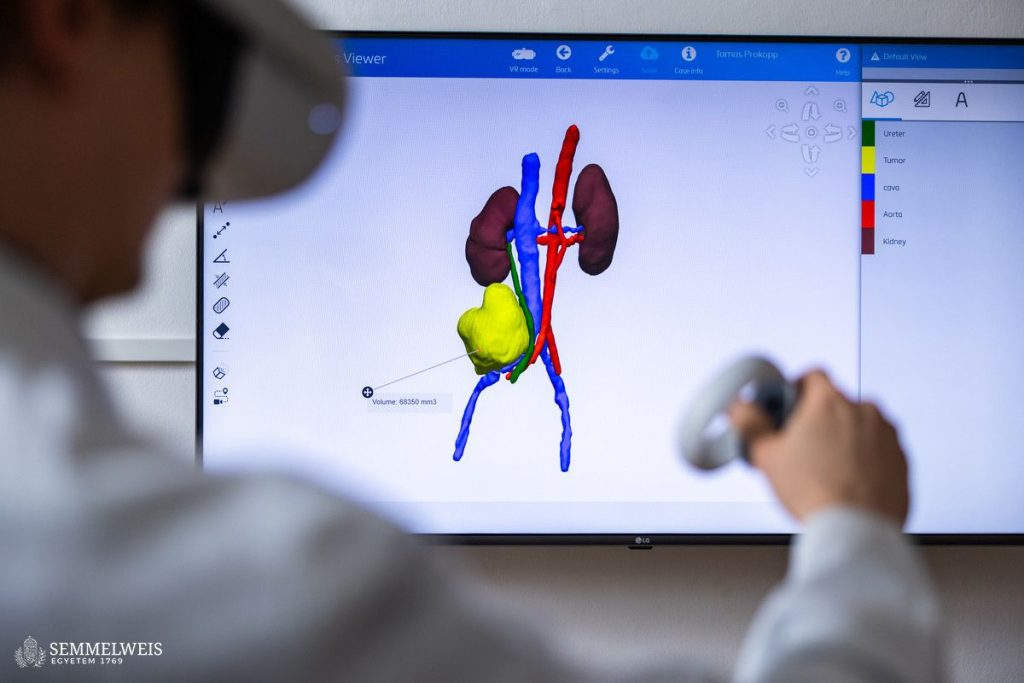 s Viewer
VR mode
Back
Settings
Save
Case info
Tamas Prokopp
Help
Default View
A
A
Ureter
Tumor
cava
Aorta
Kidney
Volume: 68350 mm3
LG
SEMMELWEIS
EGYETEM 1769